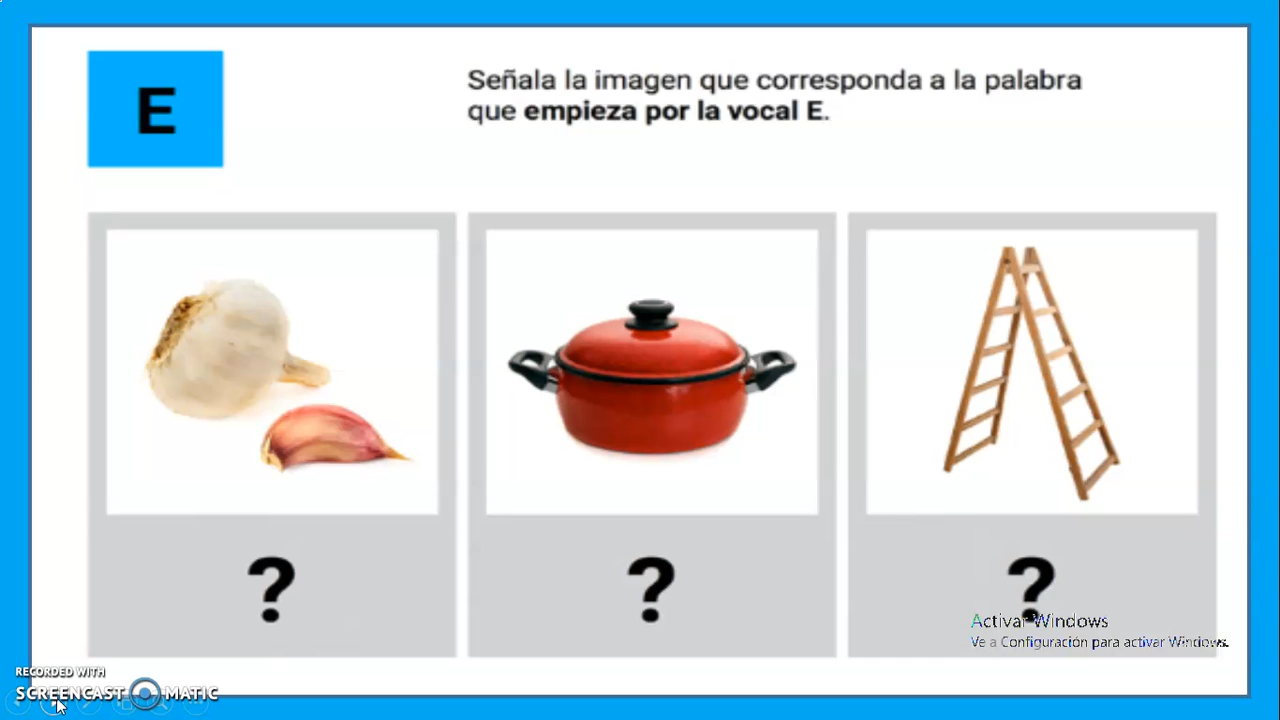 E
Señala la imagen que corresponda a la palabra
que empieza por la vocal E.
? ? ?
Activar Windows
Ve a Configuración para activar Windows.
RECORDED WITH
SCREENCAST MATIC